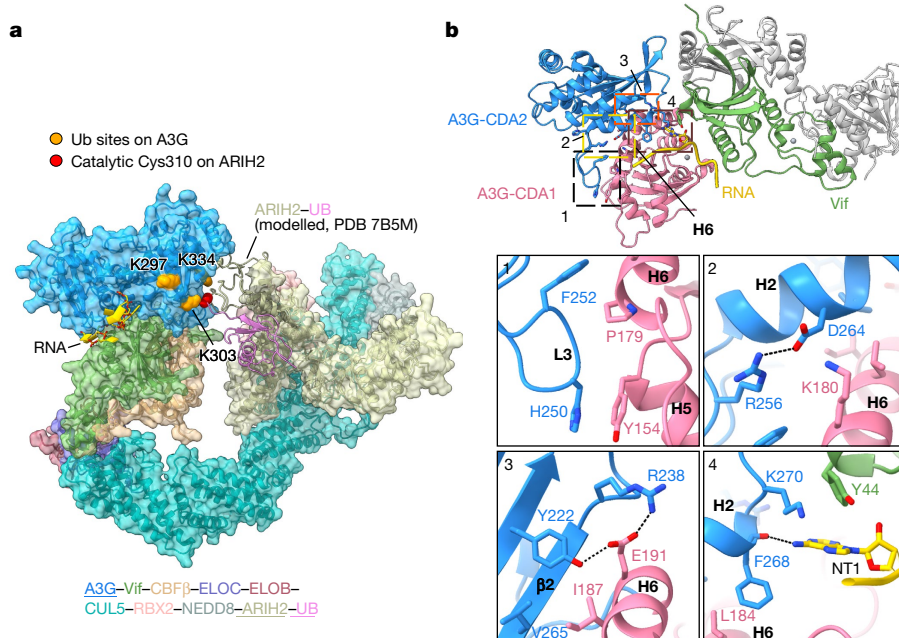 a
Ub sites on A3G
Catalytic Cys310 on ARIH2
ARIH2–UB
(modelled, PDB 7B5M)
K297
K334
RNA
K303
A3G–Vif–CBFβ–ELOC–ELOB–
CUL5–RBX2–NEDD8–ARIH2–UB
b
3
4
A3G-CDA2
2
A3G-CDA1
RNA
1
Vif
H6
1
H6
F252
P179
L3
H250
H5
Y154
2
H2
D264
K180
R256
H6
3
R238
Y222
E191
β2
I187
H6
V265
4
K270
Y44
H2
F268
NT1
L184
H6